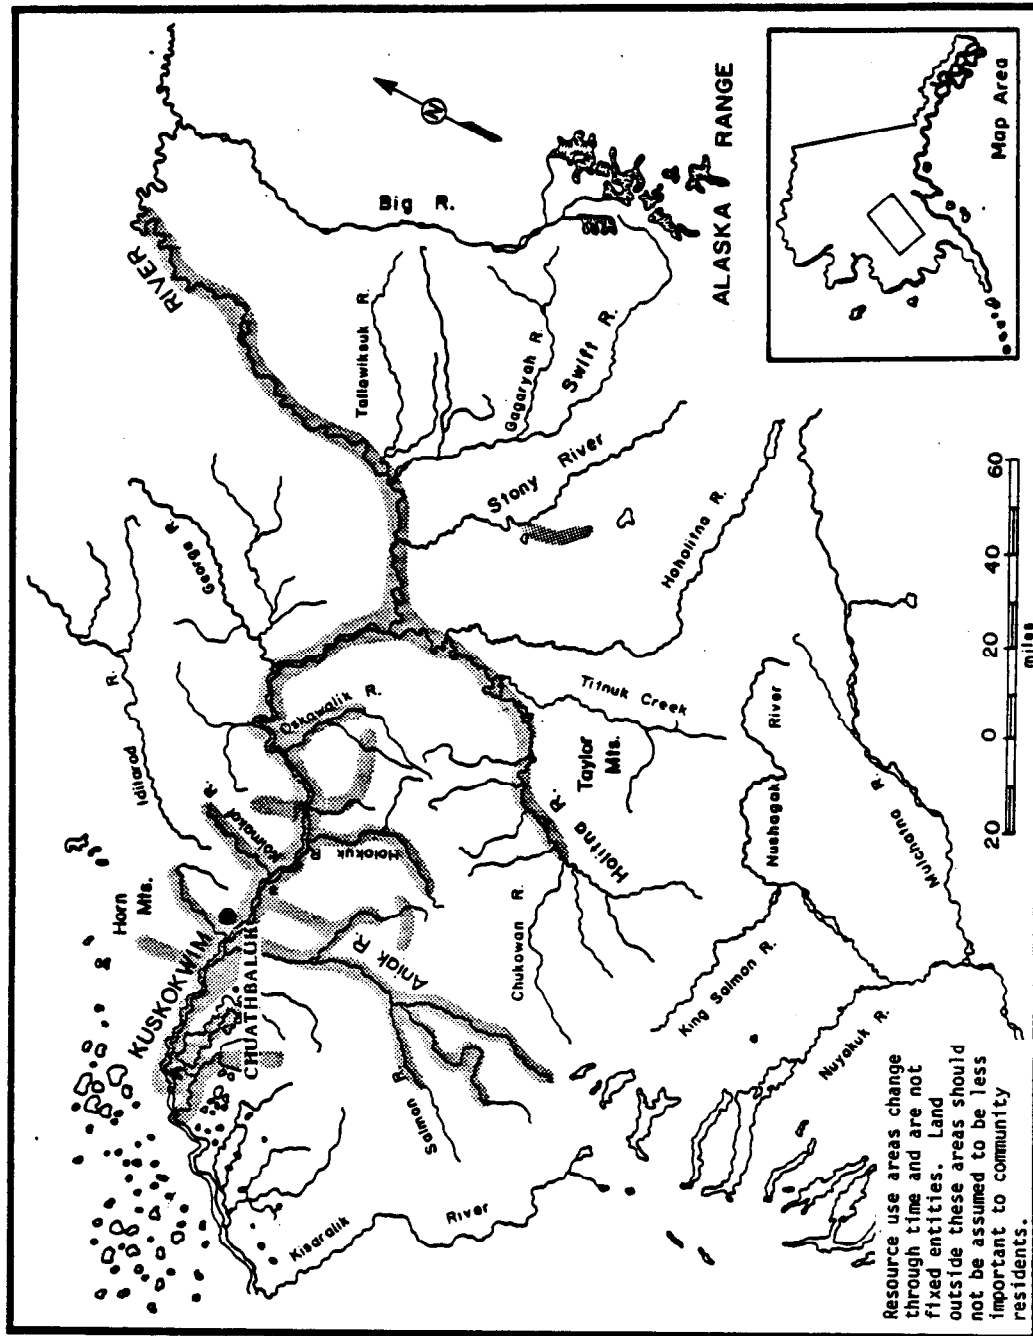 RIVER
N
Big R.
ALASKA RANGE
Map Area
Tatlawiksuk R.
Gagaryah R.
Swift R.
Stony River
George R.
Hoholitna R.
Iditarod R.
Oskawalik R.
Titnuk Creek
Taylor
Mts.
Kolmakof R.
Holokuk R.
Holitna R.
Nushagak River
Mulchatna R.
Horn
Mts.
KUSKOKWIM
CHUATHBALUK
Aniak R.
Chukowan R.
King Salmon R.
Nuyakuk R.
Salmon R.
Kisaralik River
20 0 20 40 60
miles
Resource use areas change
through time and are not
fixed entities. Land
outside these areas should
not be assumed to be less
important to community
residents.